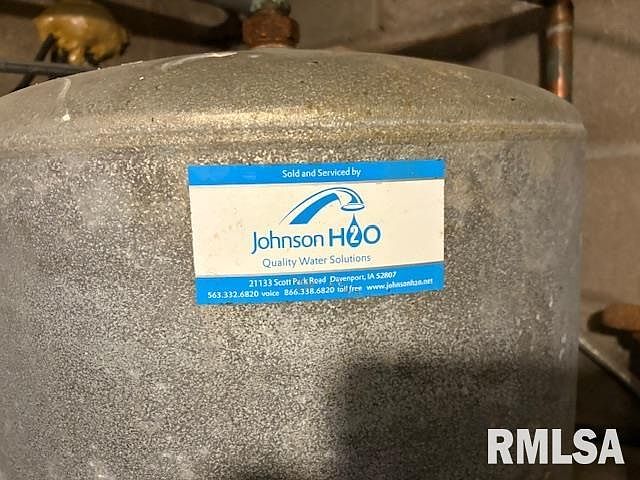 Sold and Serviced by
Johnson H2O
Quality Water Solutions
21133 Scott Park Road Davenport, IA 52807
563.332.6820 voice 866.338.6820 toll free www.johnsonh2o.net
RMLSA